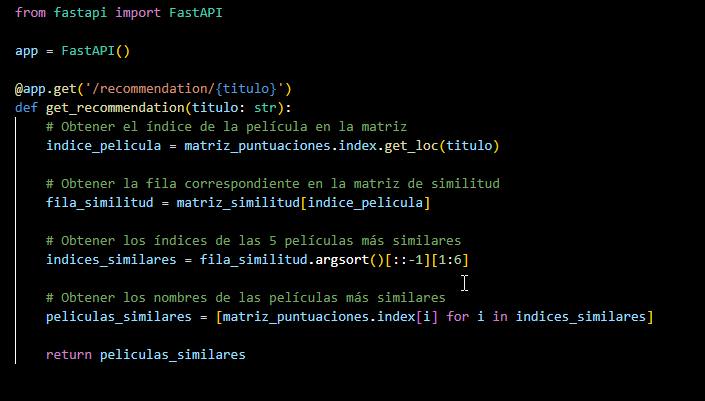 from fastapi import FastAPI
app = FastAPI()
@app.get('/recommendation/{titulo}')
def get_recommendation(titulo: str):
    # Obtener el índice de la película en la matriz
    indice_pelicula = matriz_puntuaciones.index.get_loc(titulo)
    # Obtener la fila correspondiente en la matriz de similitud
    fila_similitud = matriz_similitud[indice_pelicula]
    # Obtener los índices de las 5 películas más similares
    indices_similares = fila_similitud.argsort()[::-1][1:6]
    # Obtener los nombres de las películas más similares
    peliculas_similares = [matriz_puntuaciones.index[i] for i in indices_similares]
    return peliculas_similares